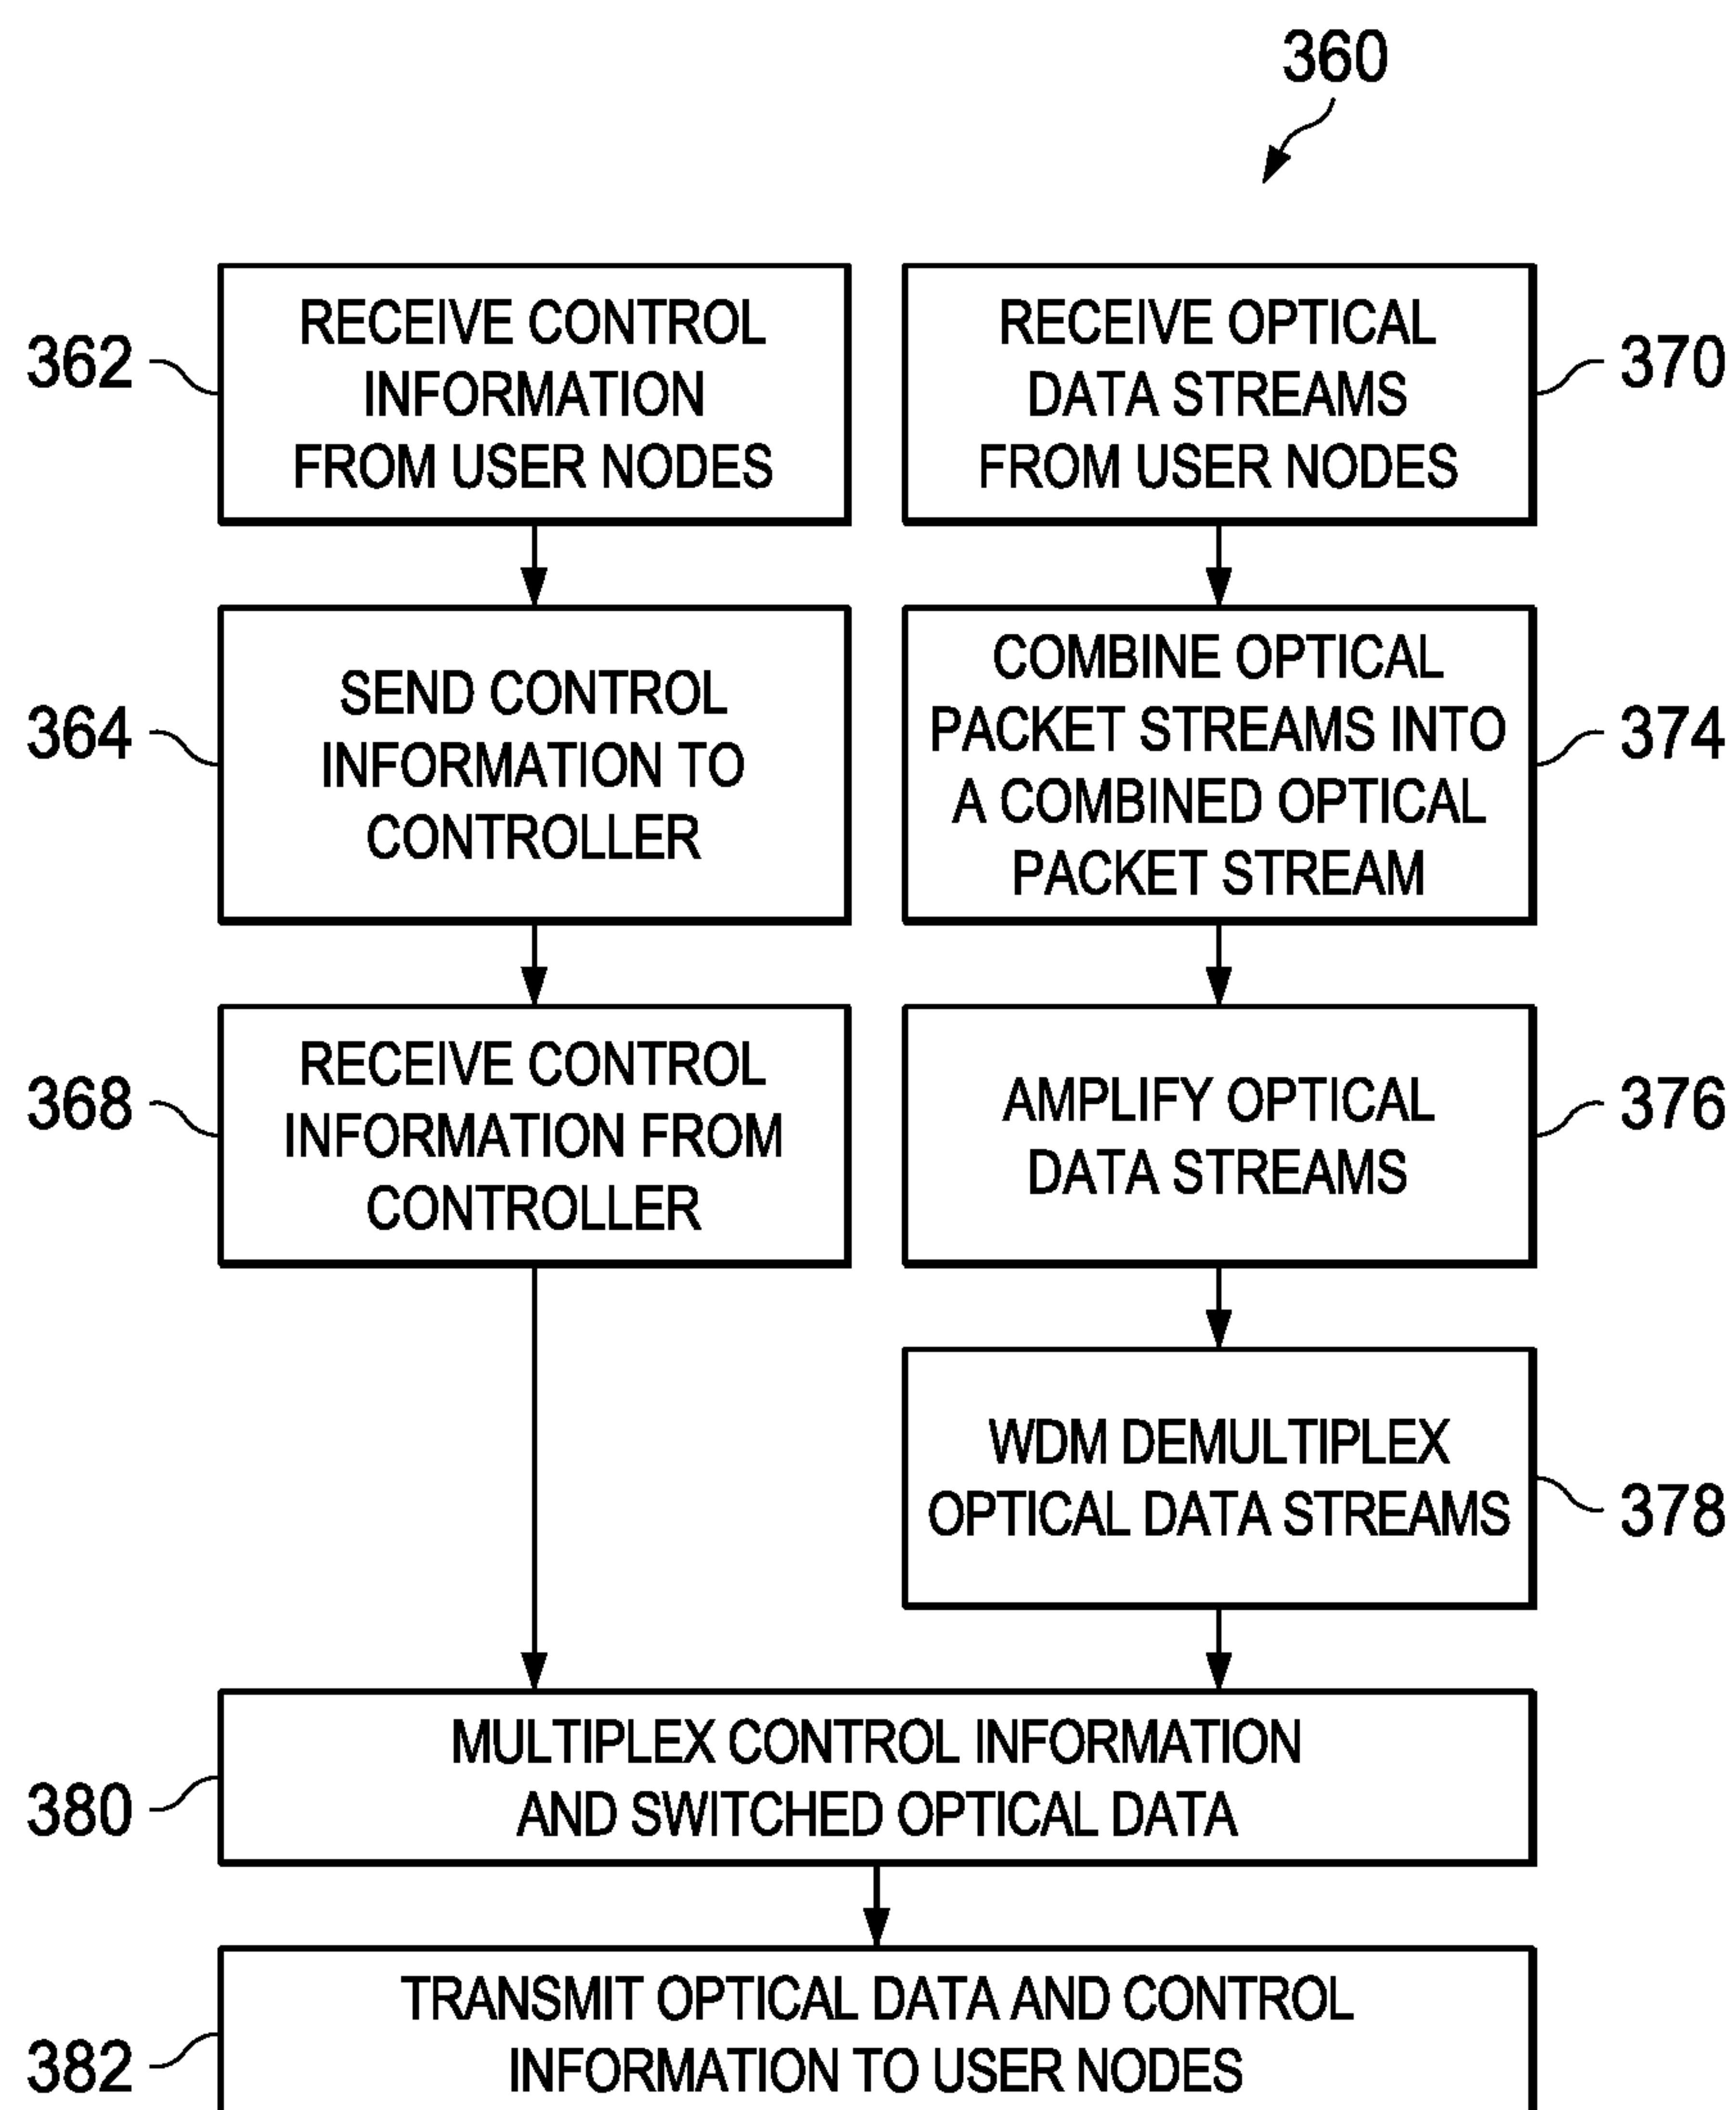 360
362
RECEIVE CONTROL
INFORMATION
FROM USER NODES
RECEIVE OPTICAL
DATA STREAMS
FROM USER NODES
370
364
SEND CONTROL
INFORMATION TO
CONTROLLER
COMBINE OPTICAL
PACKET STREAMS INTO
A COMBINED OPTICAL
PACKET STREAM
374
368
RECEIVE CONTROL
INFORMATION FROM
CONTROLLER
AMPLIFY OPTICAL
DATA STREAMS
376
WDM DEMULTIPLEX
OPTICAL DATA STREAMS
378
380
MULTIPLEX CONTROL INFORMATION
AND SWITCHED OPTICAL DATA
382
TRANSMIT OPTICAL DATA AND CONTROL
INFORMATION TO USER NODES